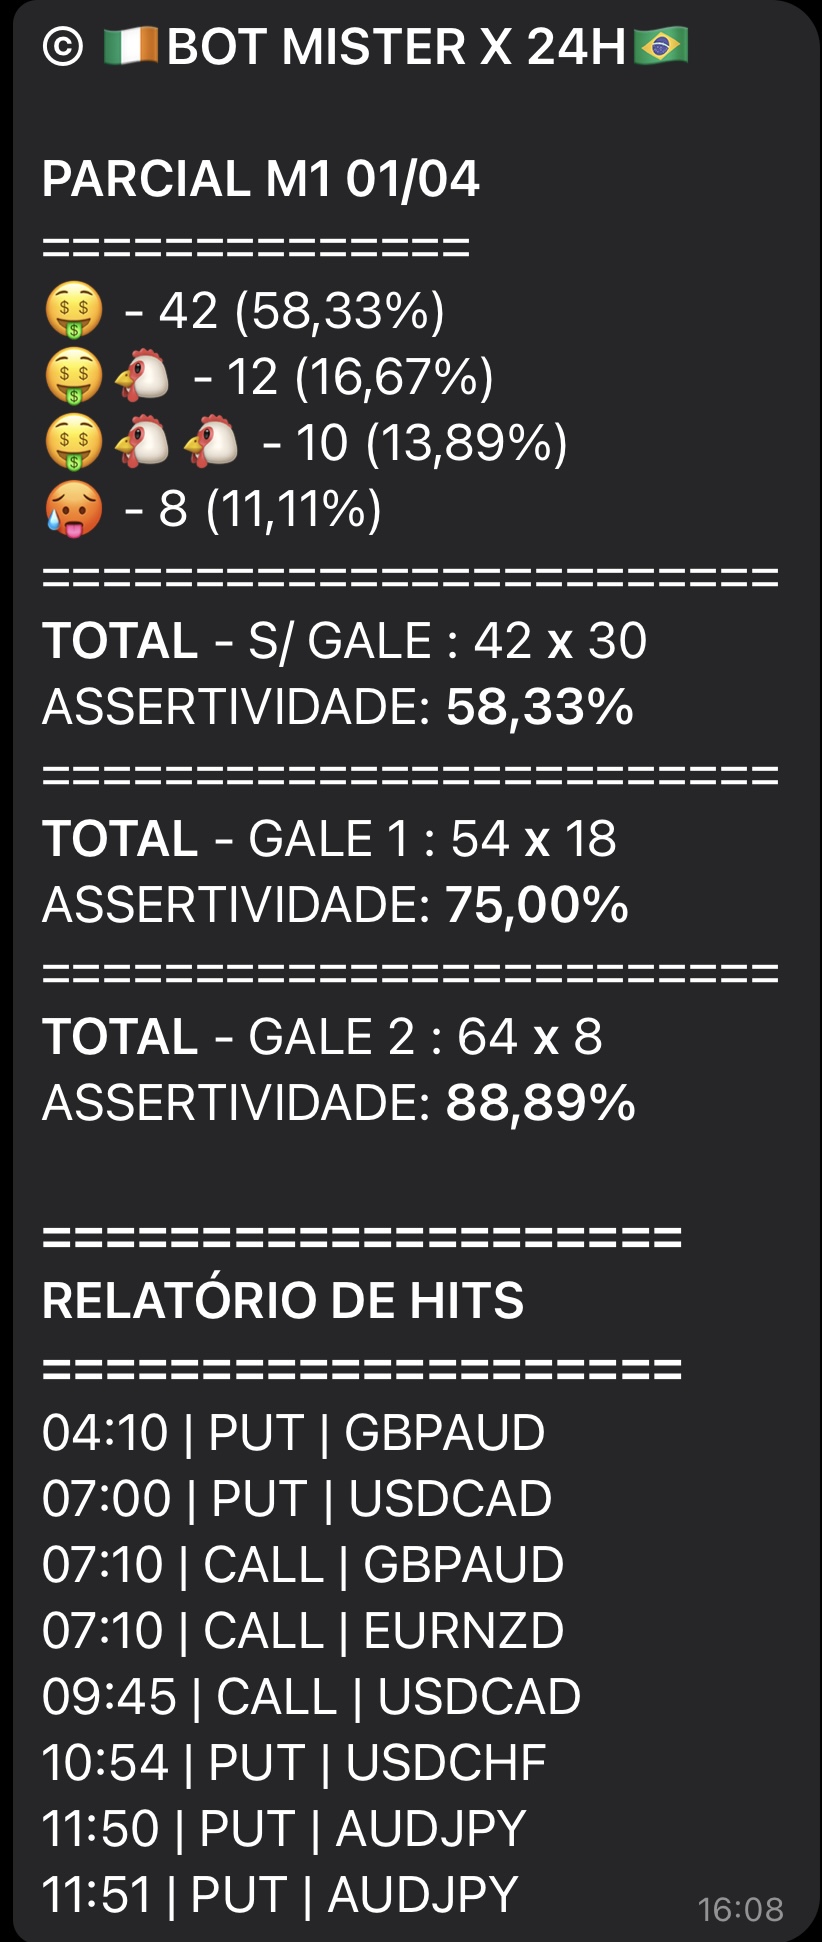 © 🇮🇪BOT MISTER X 24H🇧🇷
PARCIAL M1 01/04
==============
🤑 - 42 (58,33%)
🤑🐔 - 12 (16,67%)
🤑🐔🐔 - 10 (13,89%)
🥵 - 8 (11,11%)
========================
TOTAL - S/ GALE : 42 x 30
ASSERTIVIDADE: 58,33%
========================
TOTAL - GALE 1 : 54 x 18
ASSERTIVIDADE: 75,00%
========================
TOTAL - GALE 2 : 64 x 8
ASSERTIVIDADE: 88,89%
====================
RELATÓRIO DE HITS
====================
04:10 | PUT | GBPAUD
07:00 | PUT | USDCAD
07:10 | CALL | GBPAUD
07:10 | CALL | EURNZD
09:45 | CALL | USDCAD
10:54 | PUT | USDCHF
11:50 | PUT | AUDJPY
11:51 | PUT | AUDJPY
16:08